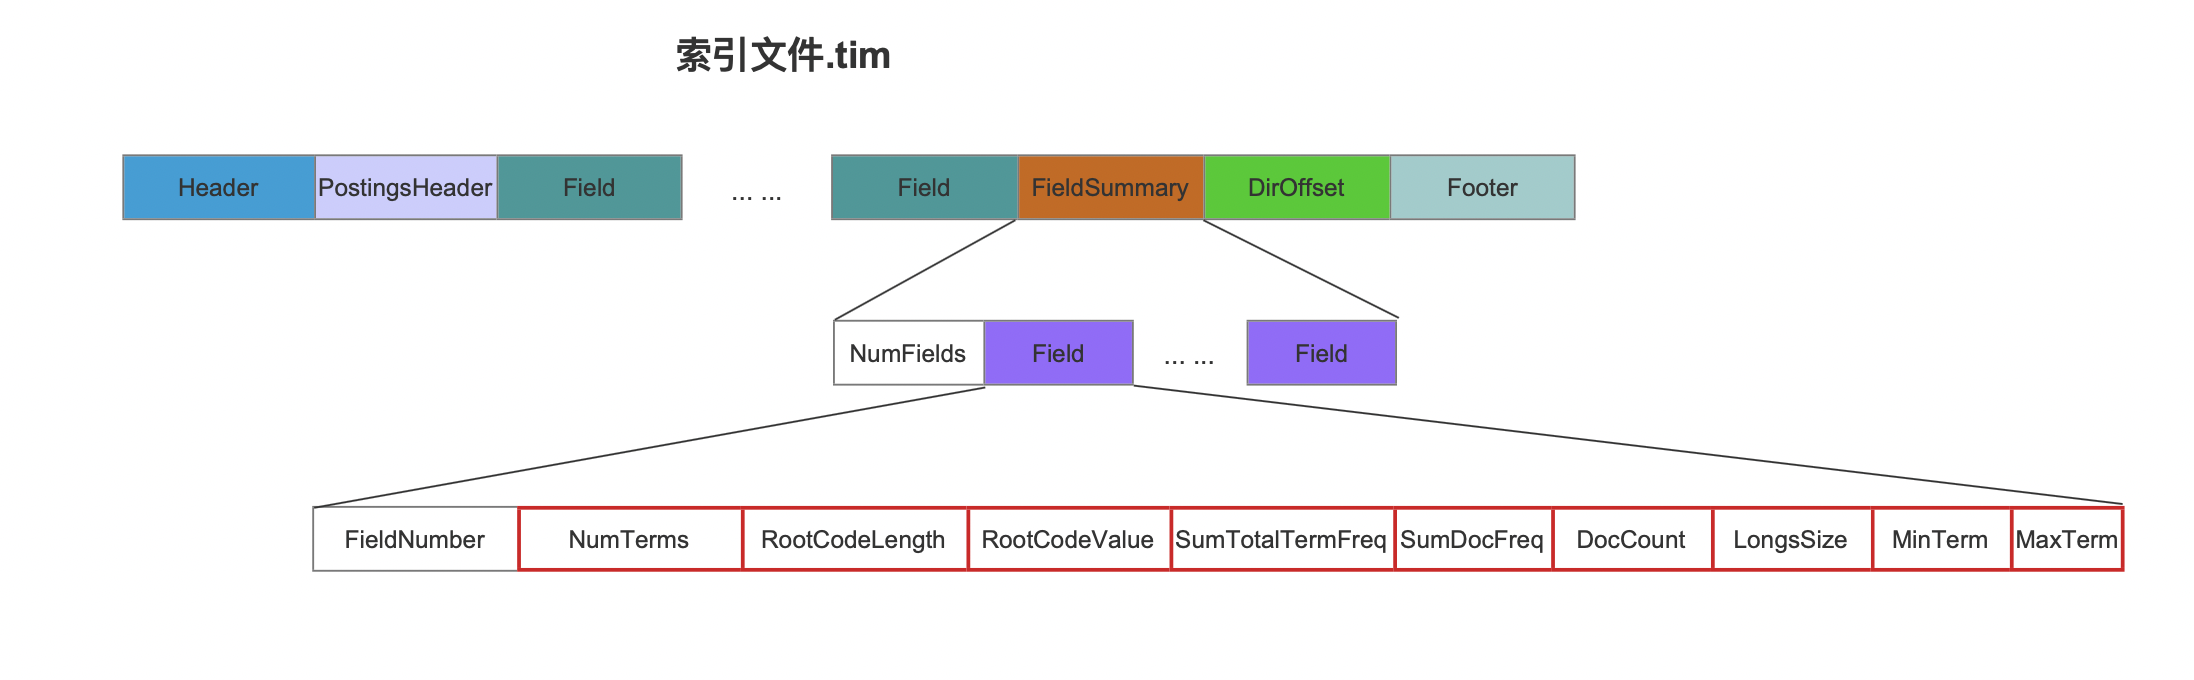 索引文件.tim
Header PostingsHeader Field ... ... Field FieldSummary DirOffset Footer
NumFields Field ... ... Field
FieldNumber NumTerms RootCodeLength RootCodeValue SumTotalTermFreq SumDocFreq DocCount LongsSize MinTerm MaxTerm